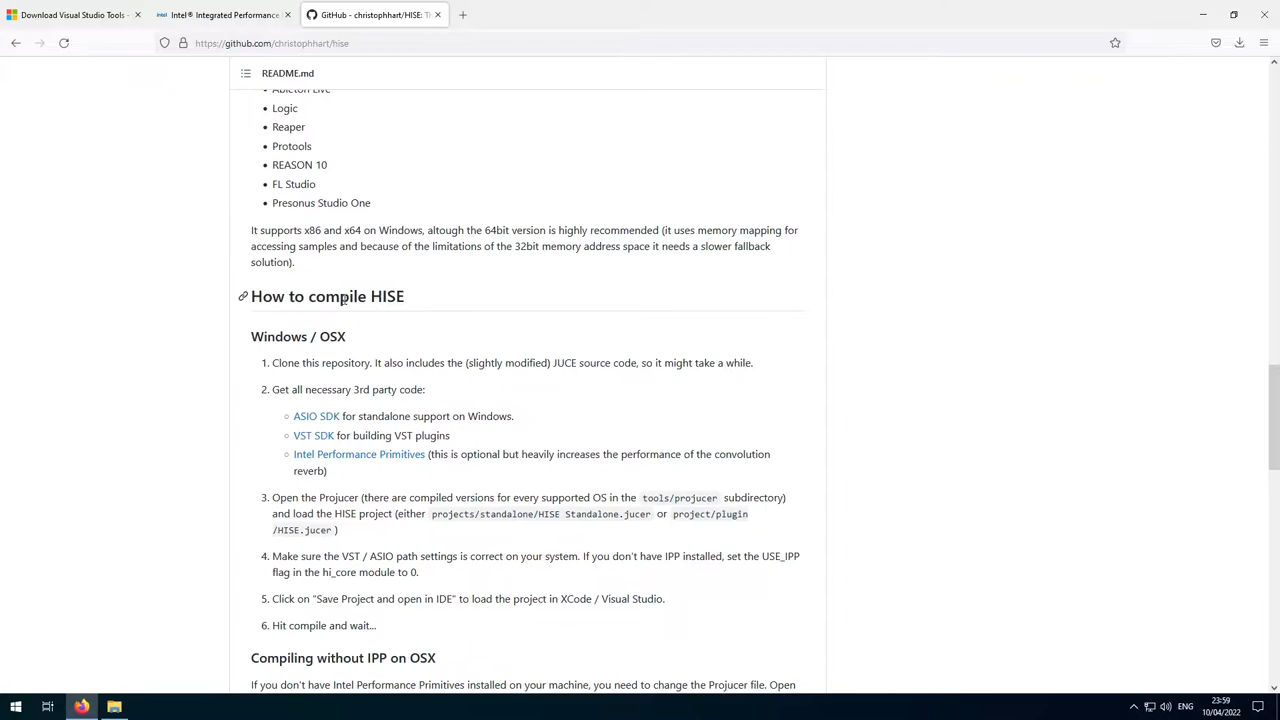 Download Visual Studio Tools -
Intel® Integrated Performance
GitHub - christophhart/HISE: Th
https://github.com/christophhart/hise
README.md
Ableton Live
Logic
Reaper
Protools
REASON 10
FL Studio
Presonus Studio One
It supports x86 and x64 on Windows, altough the 64bit version is highly recommended (it uses memory mapping for
accessing samples and because of the limitations of the 32bit memory address space it needs a slower fallback
solution).
How to compile HISE
Windows / OSX
1. Clone this repository. It also includes the (slightly modified) JUCE source code, so it might take a while.
2. Get all necessary 3rd party code:
ASIO SDK for standalone support on Windows.
VST SDK for building VST plugins
Intel Performance Primitives (this is optional but heavily increases the performance of the convolution
reverb)
3. Open the Projucer (there are compiled versions for every supported OS in the tools/projucer subdirectory)
and load the HISE project (either projects/standalone/HISE Standalone.jucer or project/plugin
/HISE.jucer )
4. Make sure the VST / ASIO path settings is correct on your system. If you don't have IPP installed, set the USE_IPP
flag in the hi_core module to 0.
5. Click on "Save Project and open in IDE" to load the project in XCode / Visual Studio.
6. Hit compile and wait...
Compiling without IPP on OSX
If you don't have Intel Performance Primitives installed on your machine, you need to change the Projucer file. Open
ENG
23:59
10/04/2022